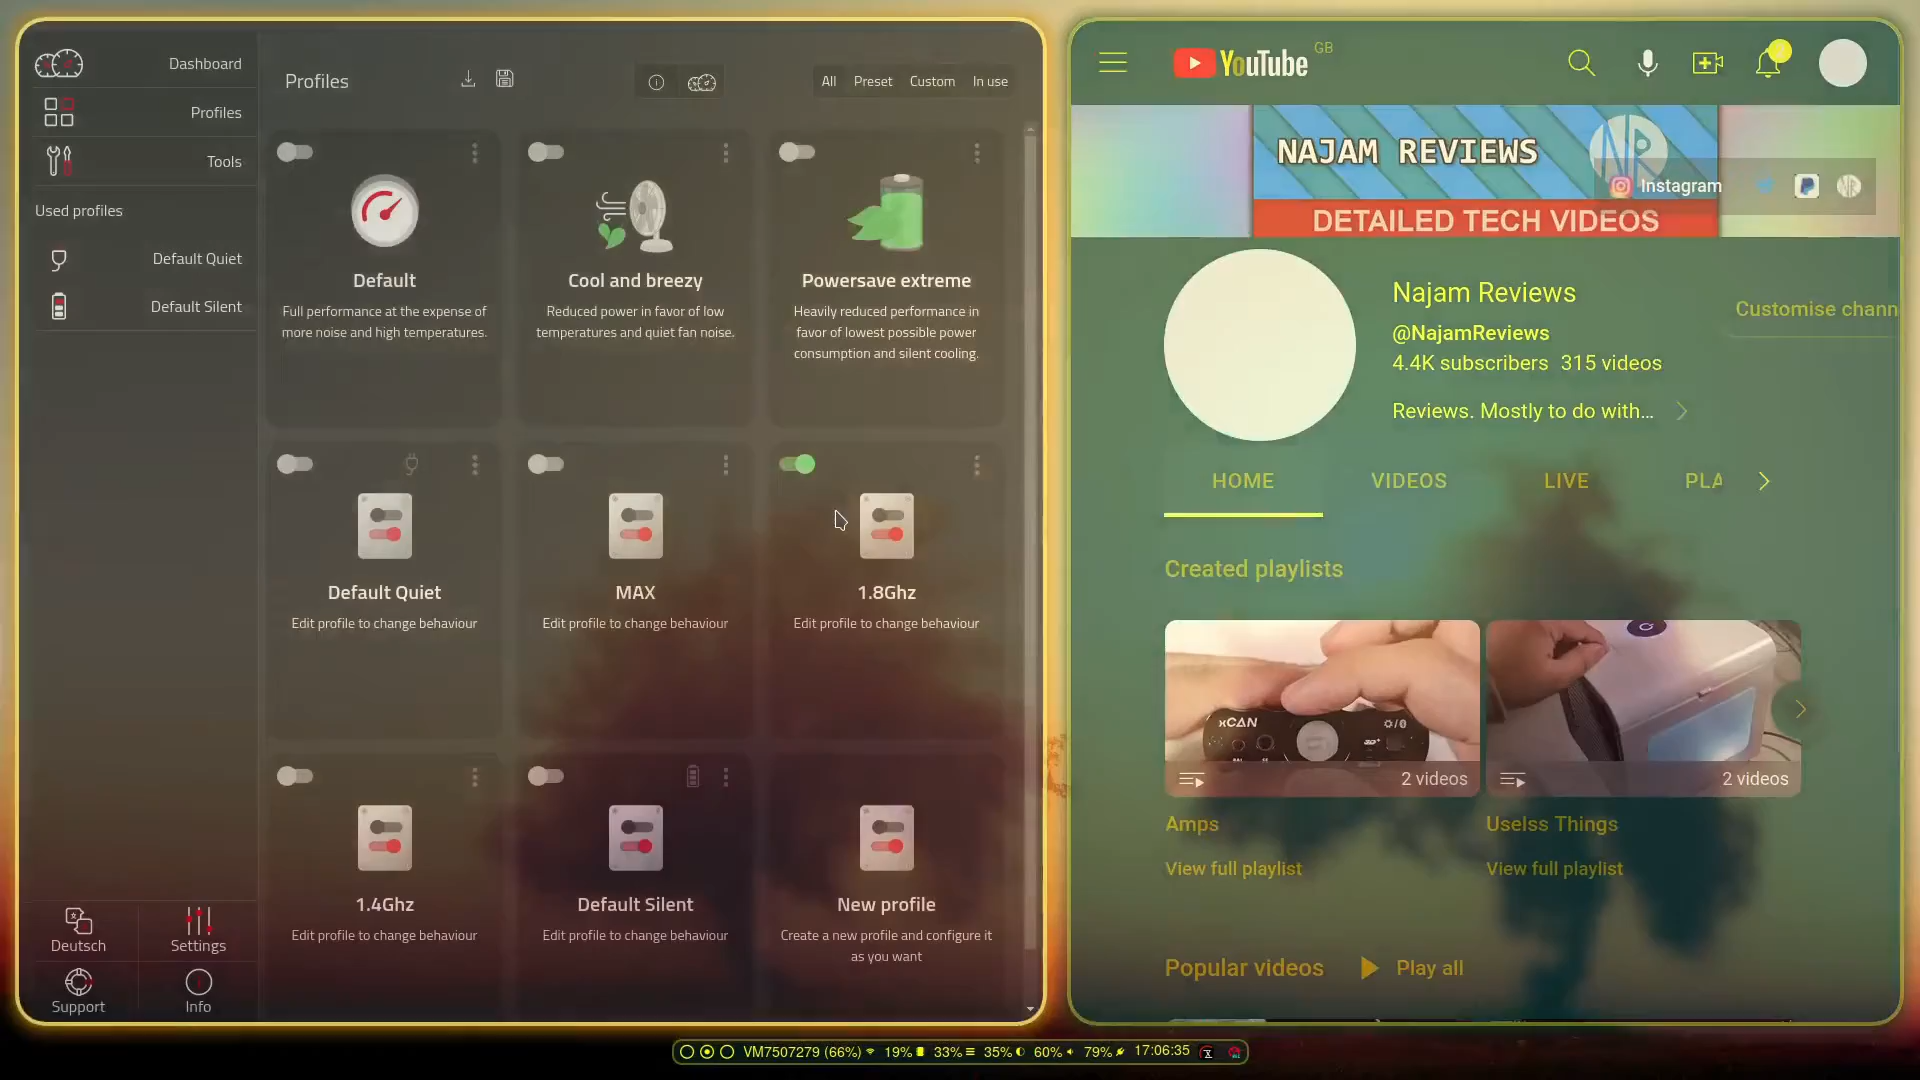 Dashboard
Profiles
Tools
Used profiles
Default Quiet
Default Silent
Deutsch
Settings
Support
Info
Profiles
All Preset Custom In use
Default
Full performance at the expense of
more noise and high temperatures.
Cool and breezy
Reduced power in favor of low
temperatures and quiet fan noise.
Powersave extreme
Heavily reduced performance in
favor of lowest possible power
consumption and silent cooling.
Default Quiet
Edit profile to change behaviour
MAX
Edit profile to change behaviour
1.8Ghz
Edit profile to change behaviour
1.4Ghz
Edit profile to change behaviour
Default Silent
Edit profile to change behaviour
New profile
Create a new profile and configure it
as you want
YouTube GB
2
NAJAM REVIEWS
NR
Instagram
DETAILED TECH VIDEOS
Najam Reviews
@NajamReviews
4.4K subscribers 315 videos
Reviews. Mostly to do with...
Customise chann
HOME VIDEOS LIVE PLA
Created playlists
xCAN
2 videos
2 videos
Amps
View full playlist
Uselss Things
View full playlist
Popular videos
Play all
VM7507279 (66%) 19% 33% 35% 60% 79% 17:06:35